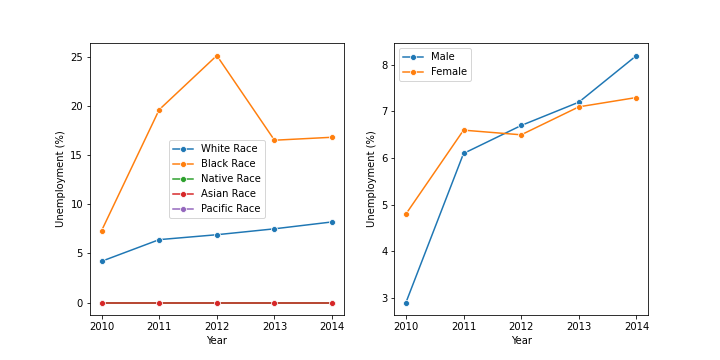 25
20
15
10
5
0
Unemployment (%)
White Race
Black Race
Native Race
Asian Race
Pacific Race
2010 2011 2012 2013 2014
Year
8
7
6
5
4
3
Unemployment (%)
Male
Female
2010 2011 2012 2013 2014
Year